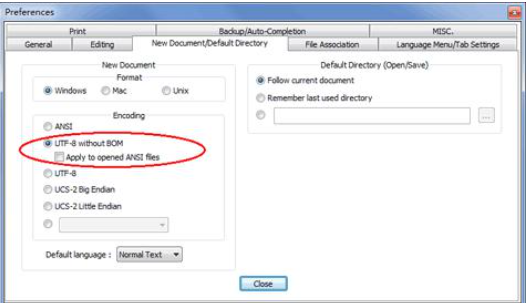 Preferences
Print Backup/Auto-Completion MISC.
General Editing New Document/Default Directory File Association Language Menu/Tab Settings
New Document
Format
Windows Mac Unix
Encoding
ANSI
UTF-8 without BOM
Apply to opened ANSI files
UTF-8
UCS-2 Big Endian
UCS-2 Little Endian
Default language : Normal Text
Default Directory (Open/Save)
Follow current document
Remember last used directory
...
Close